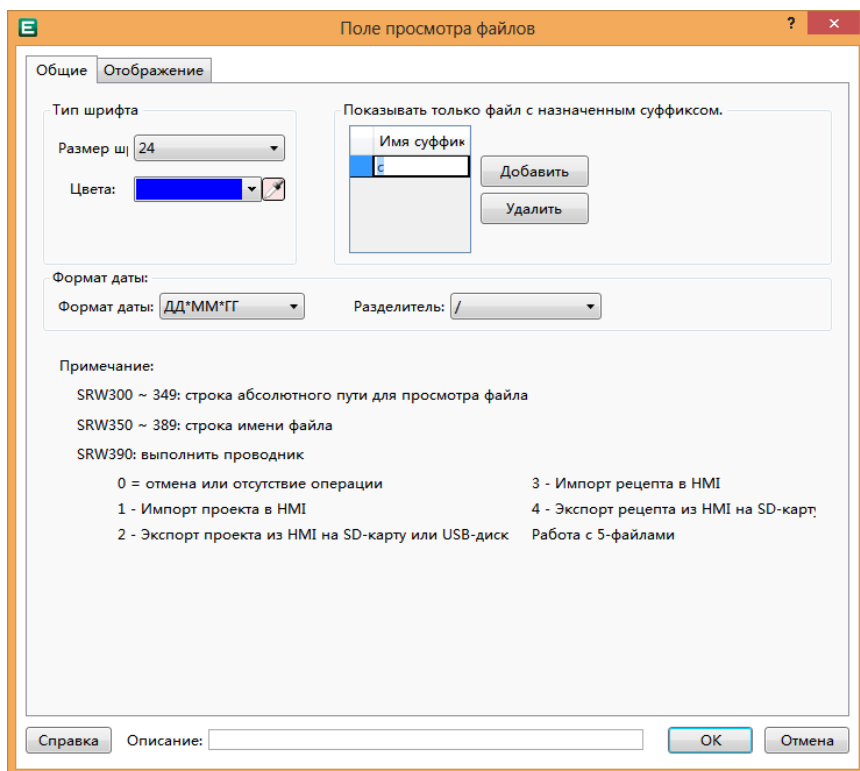 E
Поле просмотра файлов
? ×
Общие Отображение
Тип шрифта
Размер ш 24
Цвета:
Показывать только файл с назначенным суффиксом.
Имя суффик
с
Добавить
Удалить
Формат даты:
Формат даты: ДД*ММ*ГГ Разделитель: /
Примечание:
SRW300 ~ 349: строка абсолютного пути для просмотра файла
SRW350 ~ 389: строка имени файла
SRW390: выполнить проводник
0 = отмена или отсутствие операции 3 - Импорт рецепта в HMI
1 - Импорт проекта в HMI 4 - Экспорт рецепта из HMI на SD-карт
2 - Экспорт проекта из HMI на SD-карту или USB-диск Работа с 5-файлами
Справка Описание: OK Отмена